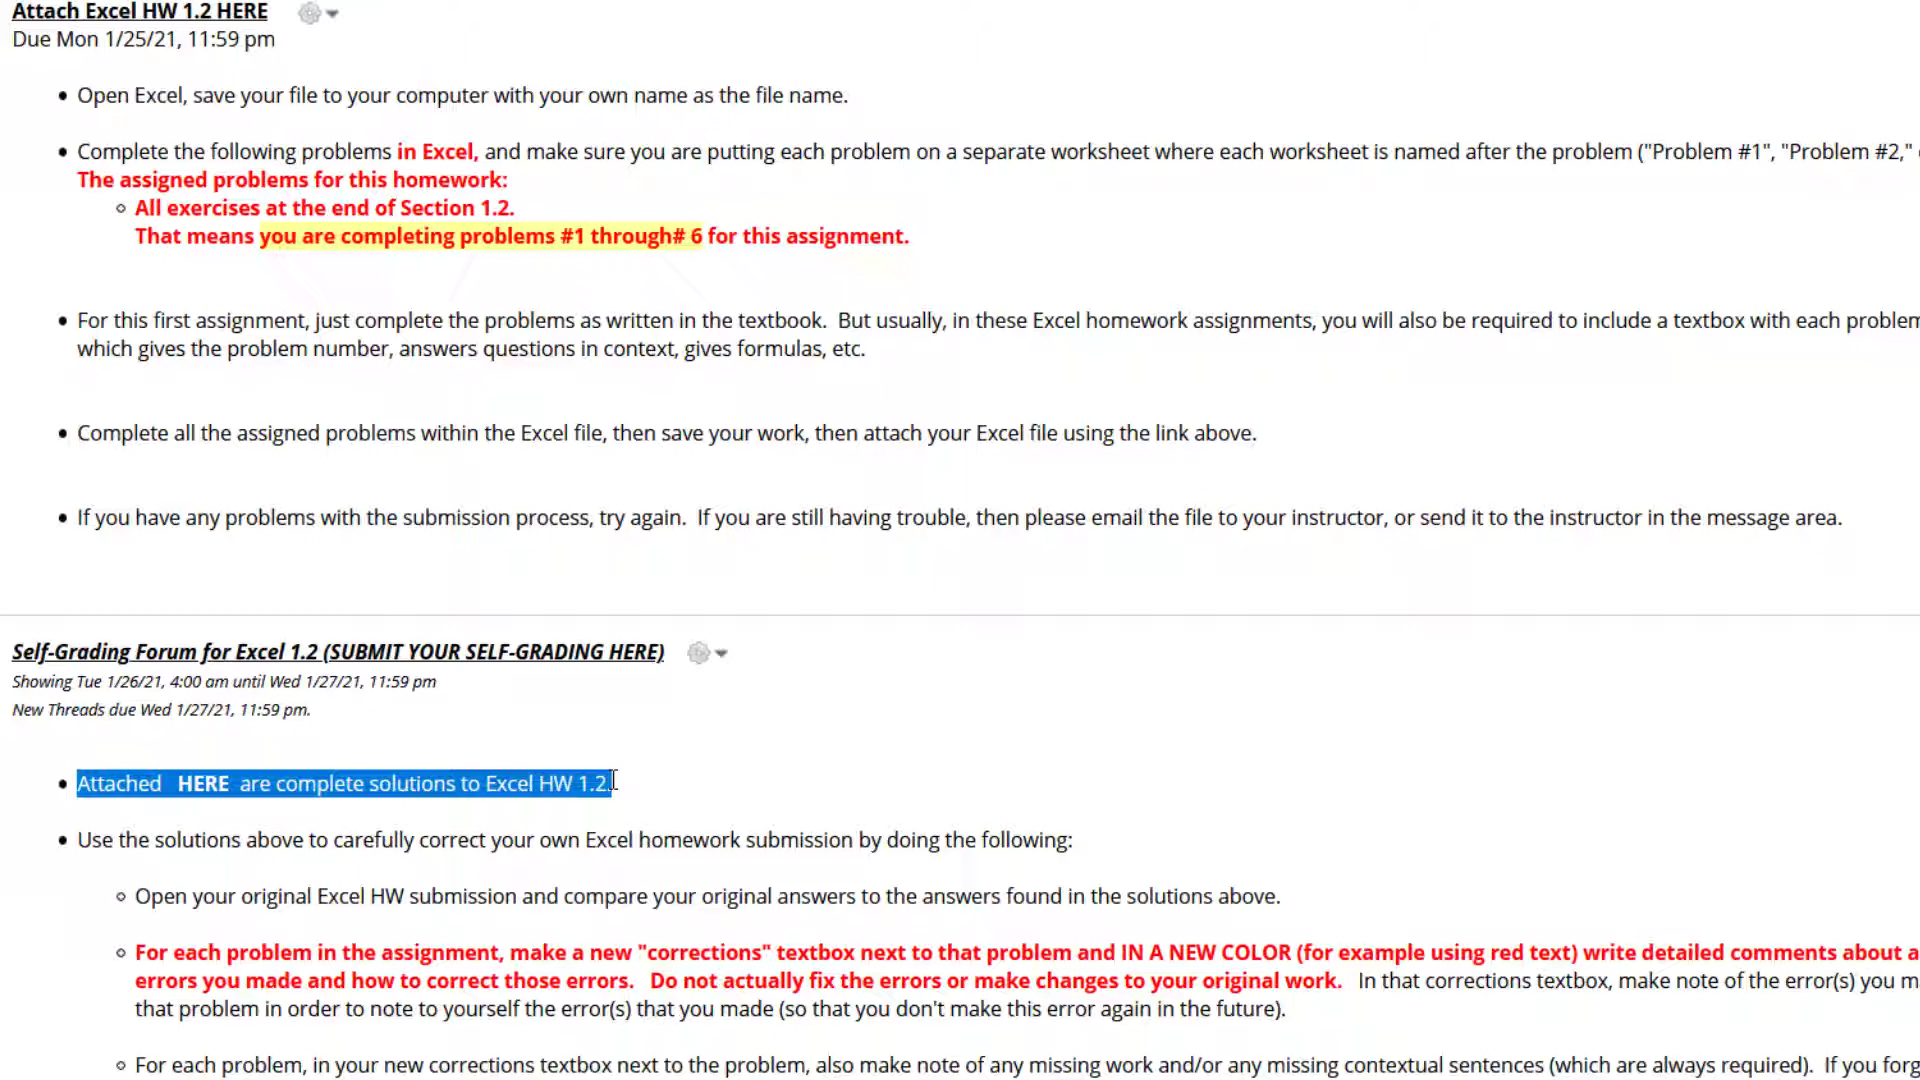 Attach Excel HW 1.2 HERE
Due Mon 1/25/21, 11:59 pm
• Open Excel, save your file to your computer with your own name as the file name.
• Complete the following problems in Excel, and make sure you are putting each problem on a separate worksheet where each worksheet is named after the problem ("Problem #1", "Problem #2,"
The assigned problems for this homework:
○ All exercises at the end of Section 1.2.
That means you are completing problems #1 through# 6 for this assignment.
• For this first assignment, just complete the problems as written in the textbook.  But usually, in these Excel homework assignments, you will also be required to include a textbox with each problem
which gives the problem number, answers questions in context, gives formulas, etc.
• Complete all the assigned problems within the Excel file, then save your work, then attach your Excel file using the link above.
• If you have any problems with the submission process, try again.  If you are still having trouble, then please email the file to your instructor, or send it to the instructor in the message area.
Self-Grading Forum for Excel 1.2 (SUBMIT YOUR SELF-GRADING HERE)
Showing Tue 1/26/21, 4:00 am until Wed 1/27/21, 11:59 pm
New Threads due Wed 1/27/21, 11:59 pm.
• Attached   HERE  are complete solutions to Excel HW 1.2.
• Use the solutions above to carefully correct your own Excel homework submission by doing the following:
○ Open your original Excel HW submission and compare your original answers to the answers found in the solutions above.
○ For each problem in the assignment, make a new "corrections" textbox next to that problem and IN A NEW COLOR (for example using red text) write detailed comments about a
errors you made and how to correct those errors.   Do not actually fix the errors or make changes to your original work.   In that corrections textbox, make note of the error(s) you m
that problem in order to note to yourself the error(s) that you made (so that you don't make this error again in the future).
○ For each problem, in your new corrections textbox next to the problem, also make note of any missing work and/or any missing contextual sentences (which are always required).  If you forg